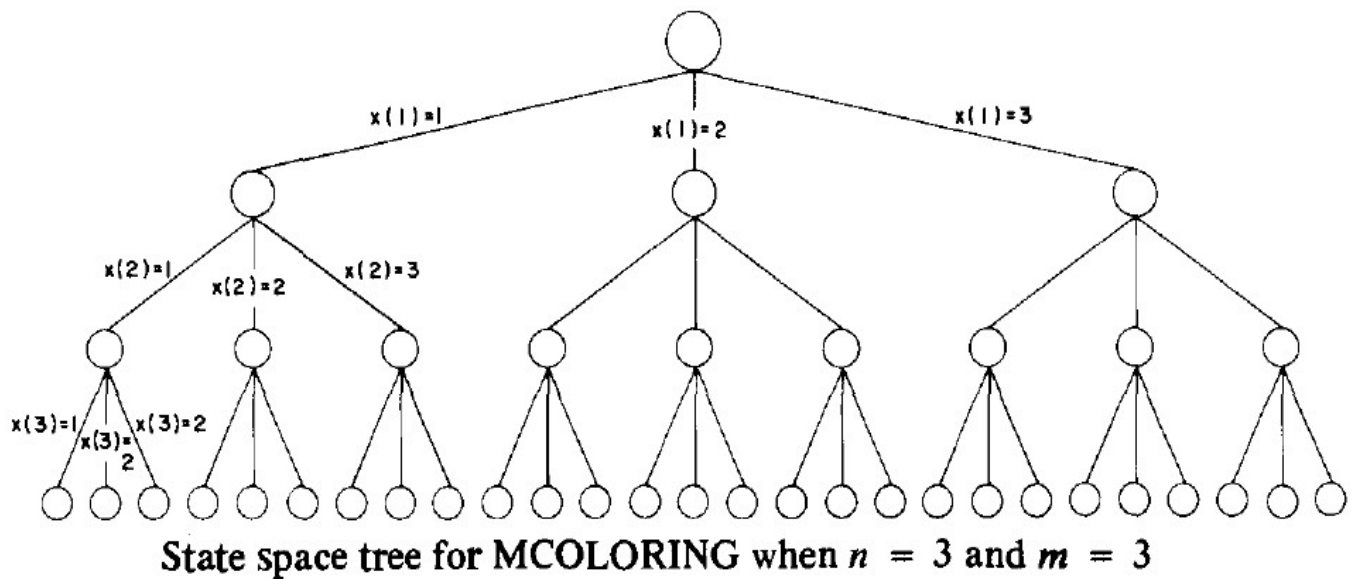 x(1)=1
x(1)=2
x(1)=3
x(2)=1
x(2)=2
x(2)=3
x(3)=1
x(3)=
2
x(3)=2
State space tree for MCOLORING when n = 3 and m = 3